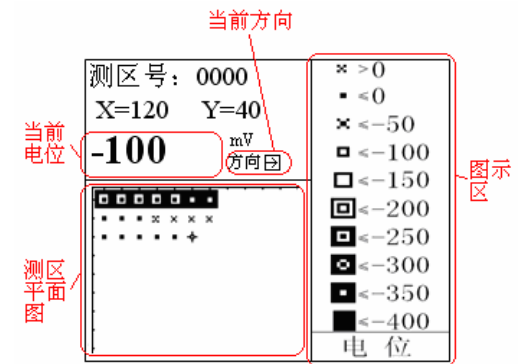 当前方向
测区号：0000
X=120 Y=40
当前电位
-100
mV
方向
测区平面图
>0
≤0
≤-50
≤-100
≤-150
≤-200
≤-250
≤-300
≤-350
≤-400
电 位
图示区